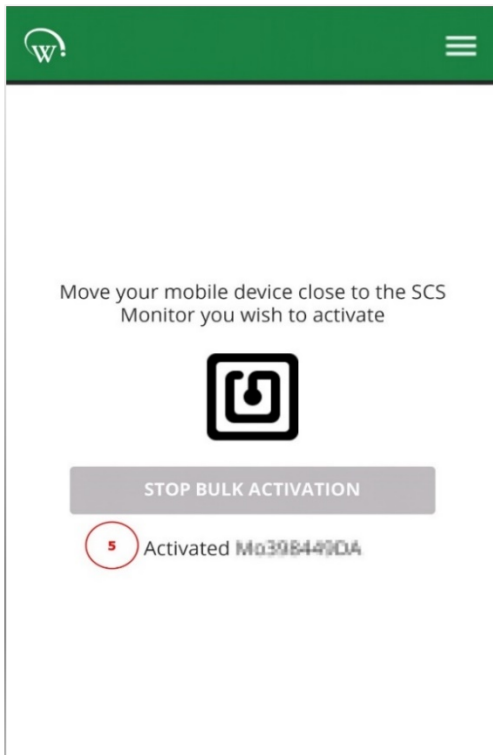 W
Move your mobile device close to the SCS
Monitor you wish to activate
STOP BULK ACTIVATION
5 Activated